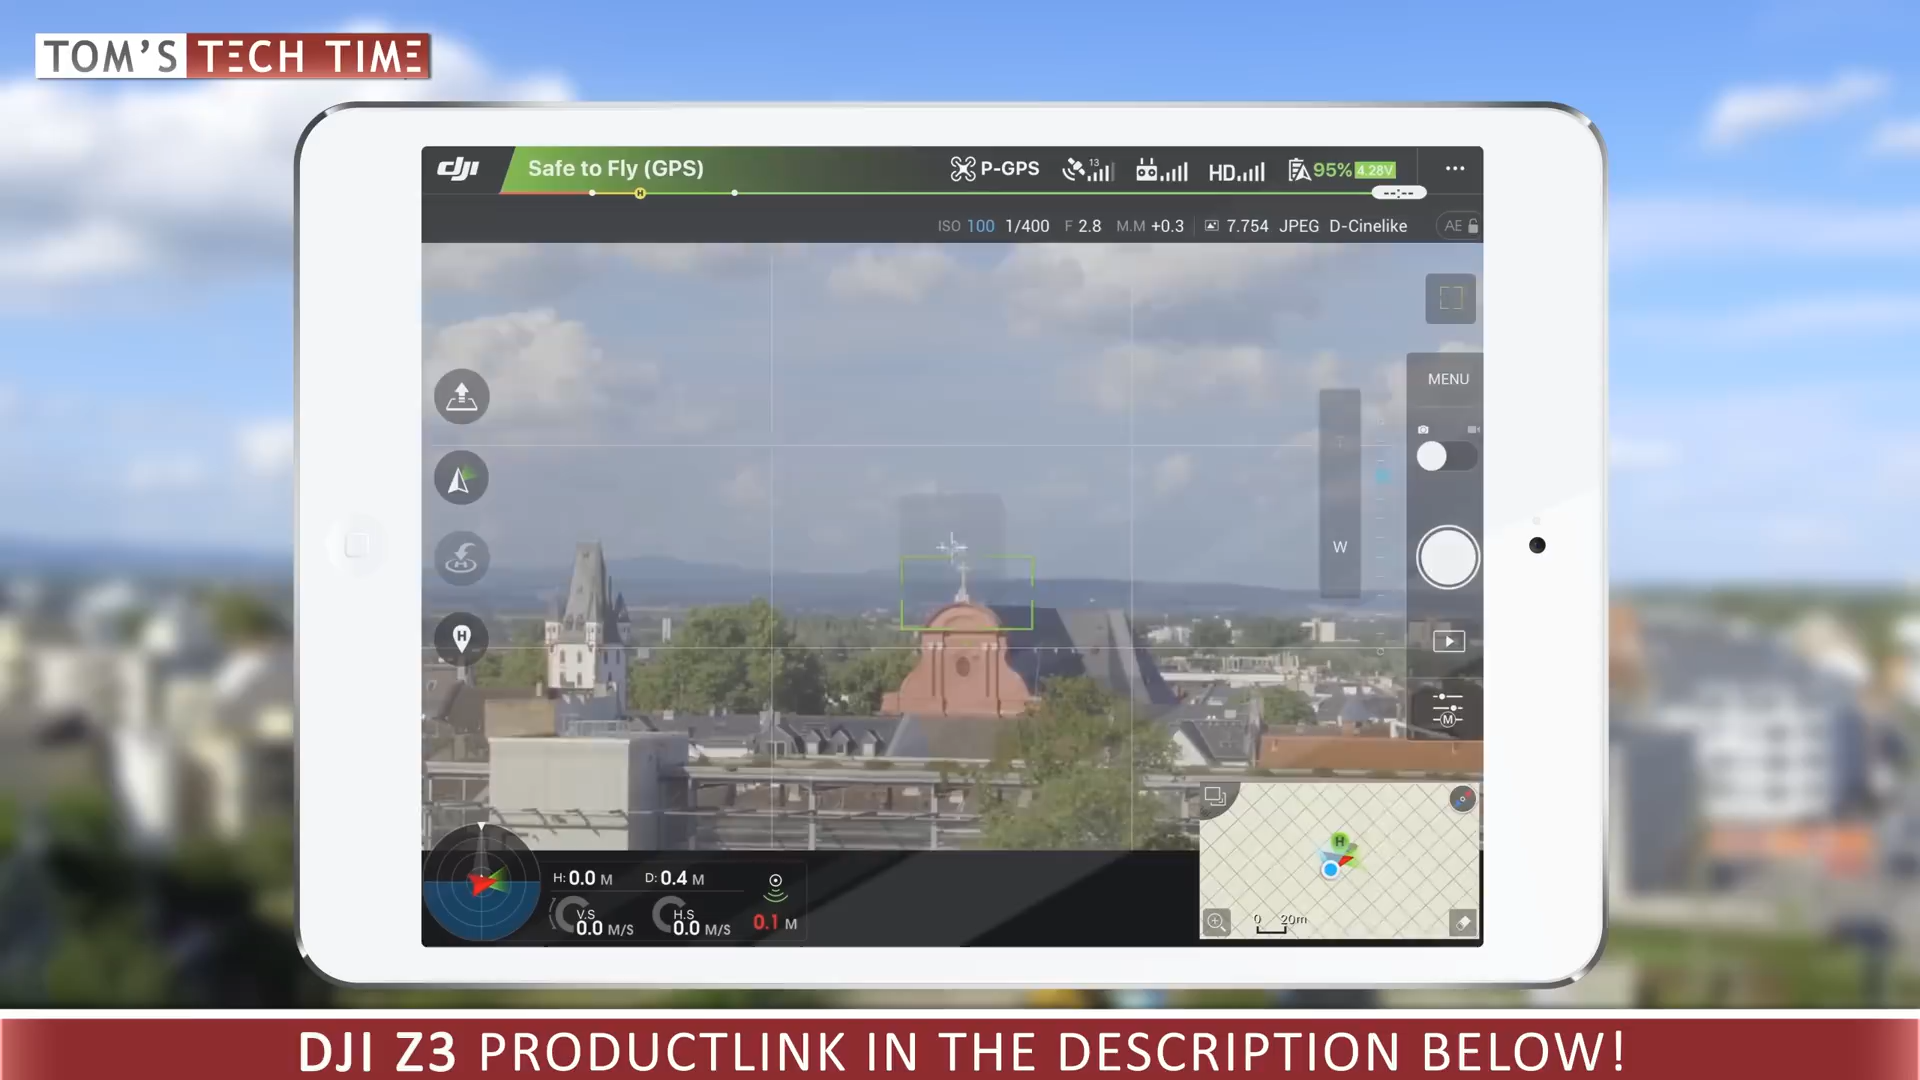 TOM'S TECH TIME
dji Safe to Fly (GPS) P-GPS 13 HD 95% 4.28V ...
H --:--
ISO 100 1/400 F 2.8 M.M +0.3 7.754 JPEG D-Cinelike AE
MENU
T
W
H
M
H: 0.0 M D: 0.4 M
V.S 0.0 M/S H.S 0.0 M/S 0.1 M
H
0 20m
DJI Z3 PRODUCTLINK IN THE DESCRIPTION BELOW!